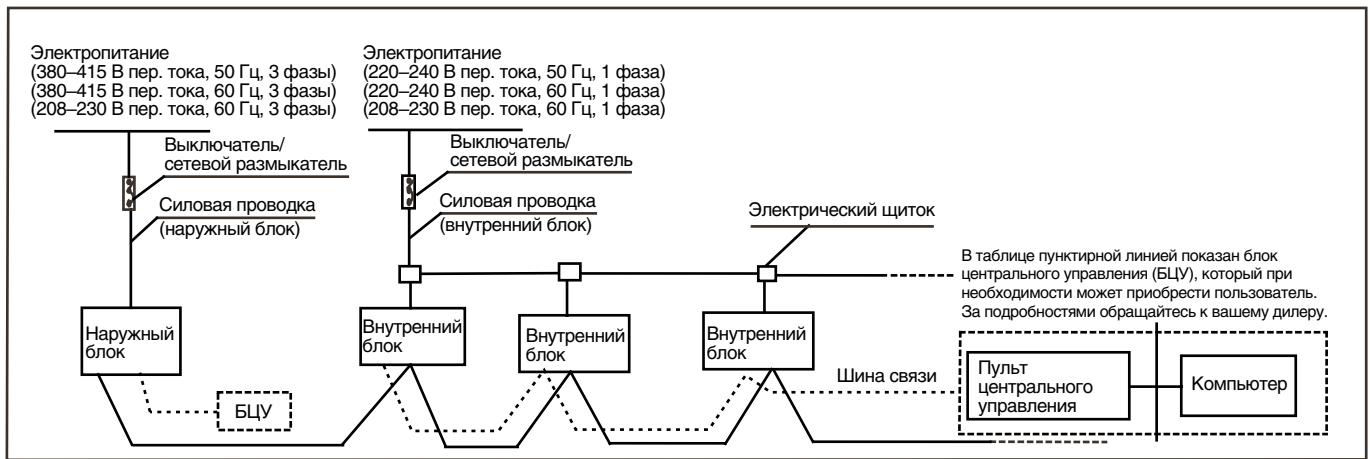 Электропитание
(380–415 В пер. тока, 50 Гц, 3 фазы)
(380–415 В пер. тока, 60 Гц, 3 фазы)
(208–230 В пер. тока, 60 Гц, 3 фазы)
Выключатель/
сетевой размыкатель
Силовая проводка
(наружный блок)
Наружный
блок
БЦУ
Электропитание
(220–240 В пер. тока, 50 Гц, 1 фаза)
(220–240 В пер. тока, 60 Гц, 1 фаза)
(208–230 В пер. тока, 60 Гц, 1 фаза)
Выключатель/
сетевой размыкатель
Силовая проводка
(внутренний блок)
Электрический щиток
Внутренний
блок
Внутренний
блок
Внутренний
блок
Шина связи
В таблице пунктирной линией показан блок
центрального управления (БЦУ), который при
необходимости может приобрести пользователь.
За подробностями обращайтесь к вашему дилеру.
Пульт
центрального
управления
Компьютер